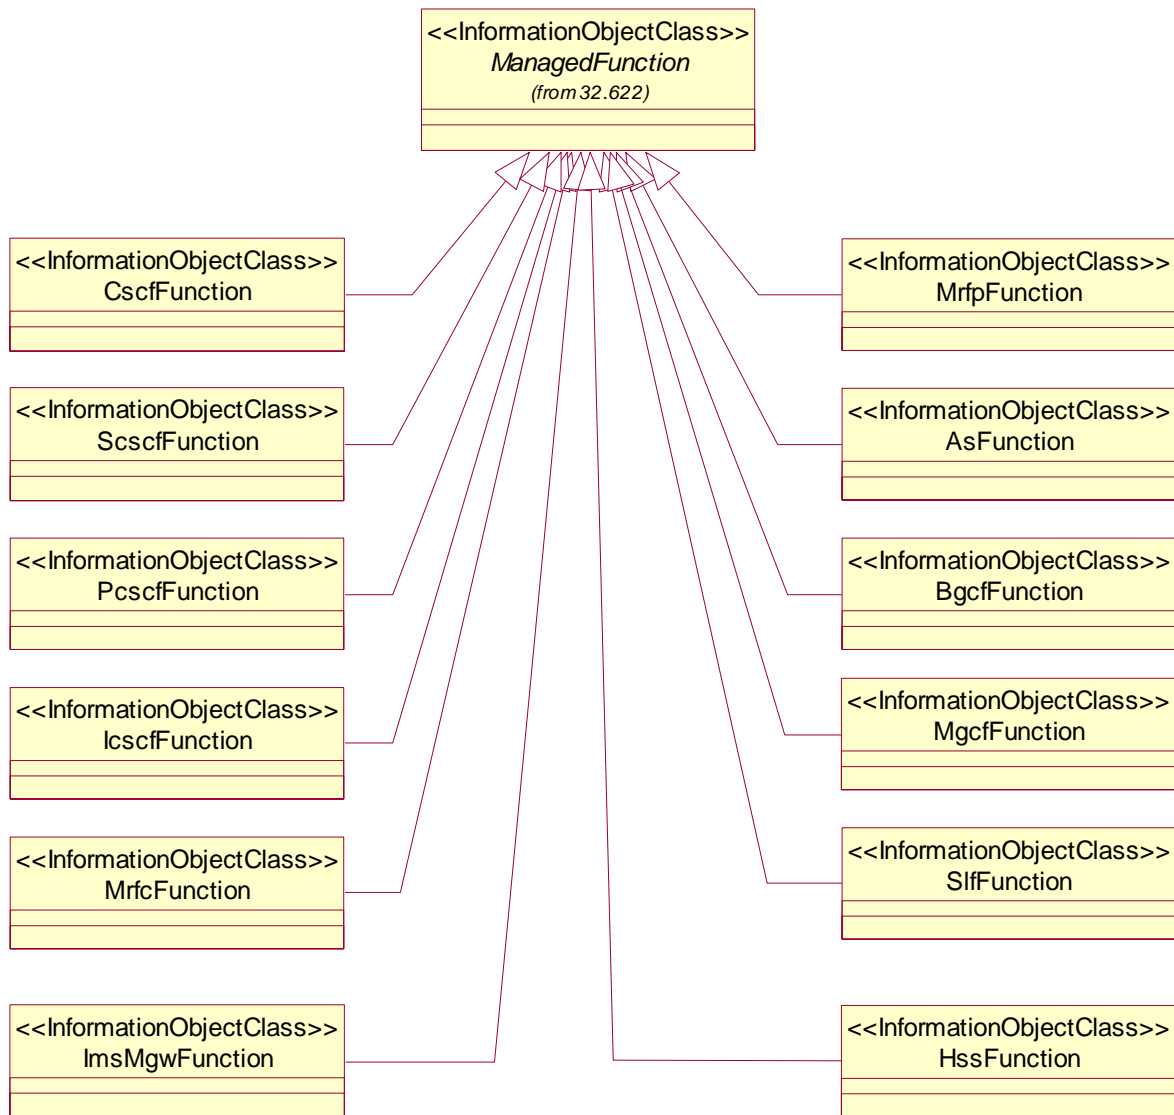 <<InformationObjectClass>>
ManagedFunction
(from 32.622)
<<InformationObjectClass>>
CscfFunction
<<InformationObjectClass>>
MrfpFunction
<<InformationObjectClass>>
ScscfFunction
<<InformationObjectClass>>
AsFunction
<<InformationObjectClass>>
PcscfFunction
<<InformationObjectClass>>
BgcfFunction
<<InformationObjectClass>>
IcscfFunction
<<InformationObjectClass>>
MgcfFunction
<<InformationObjectClass>>
MrfcFunction
<<InformationObjectClass>>
SlfFunction
<<InformationObjectClass>>
ImsMgwFunction
<<InformationObjectClass>>
HssFunction